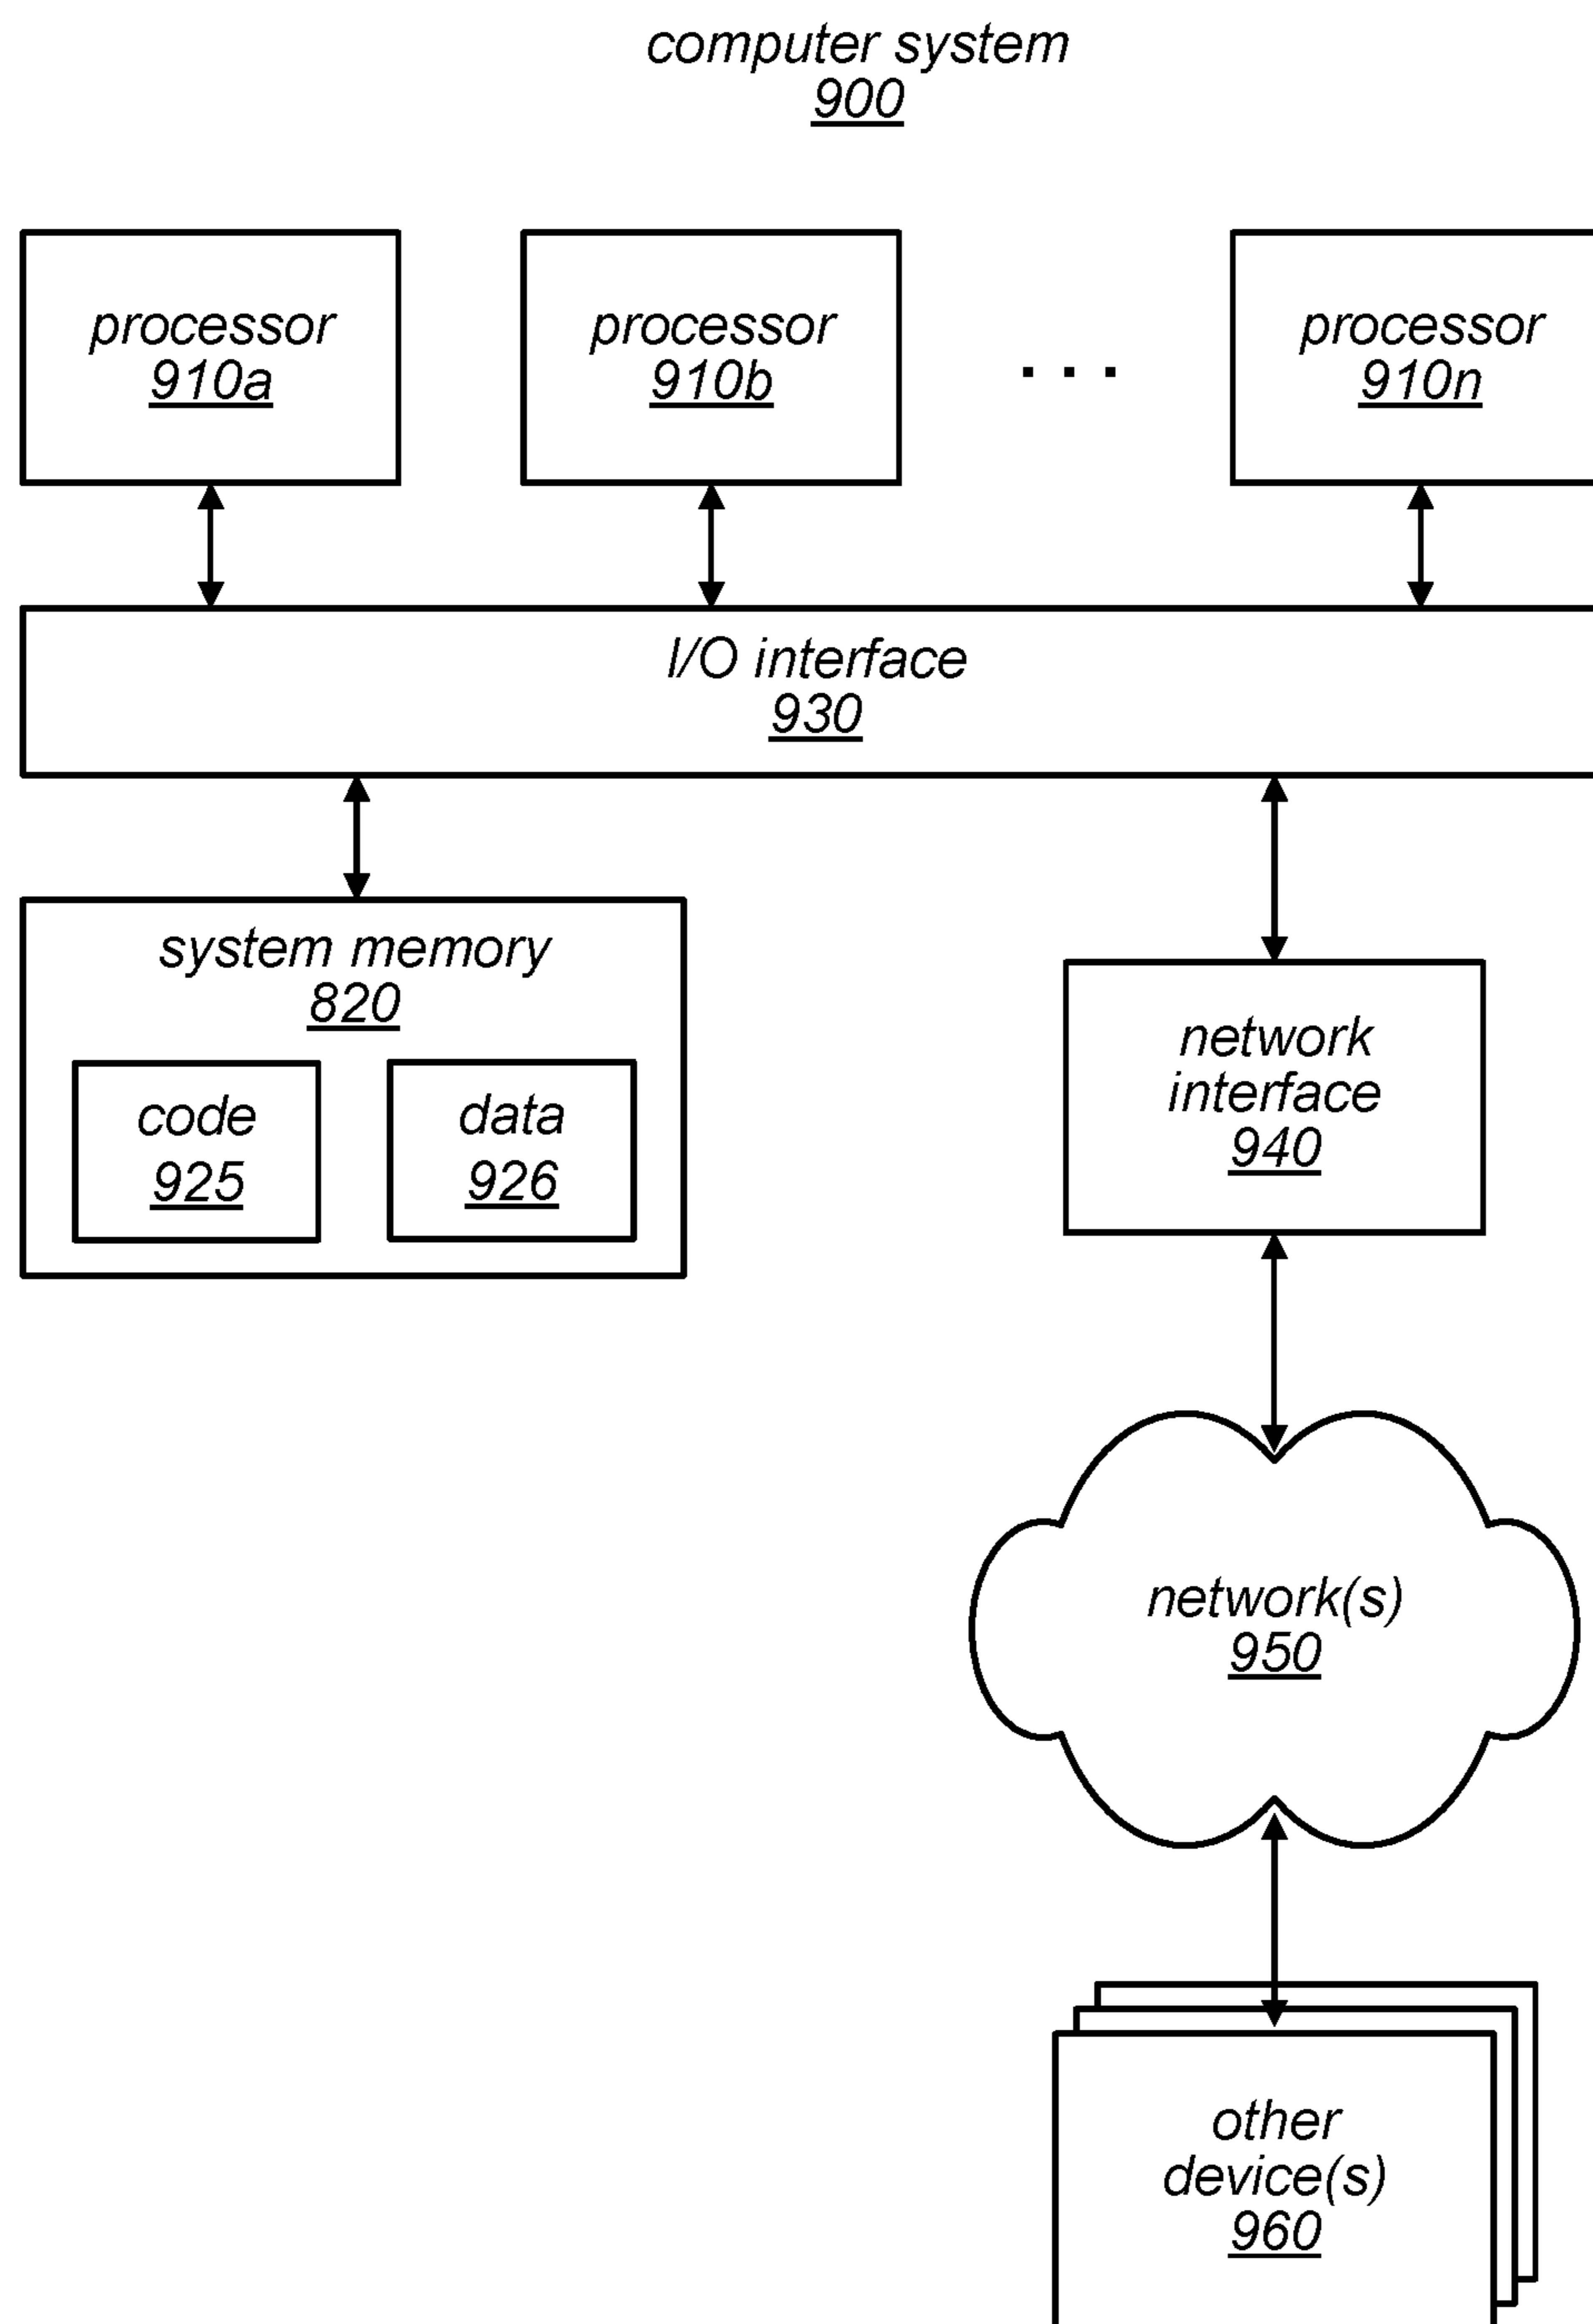 computer system
900
processor
910a
processor
910b
. . .
processor
910n
I/O interface
930
system memory
820
code
925
data
926
network
interface
940
network(s)
950
other
device(s)
960